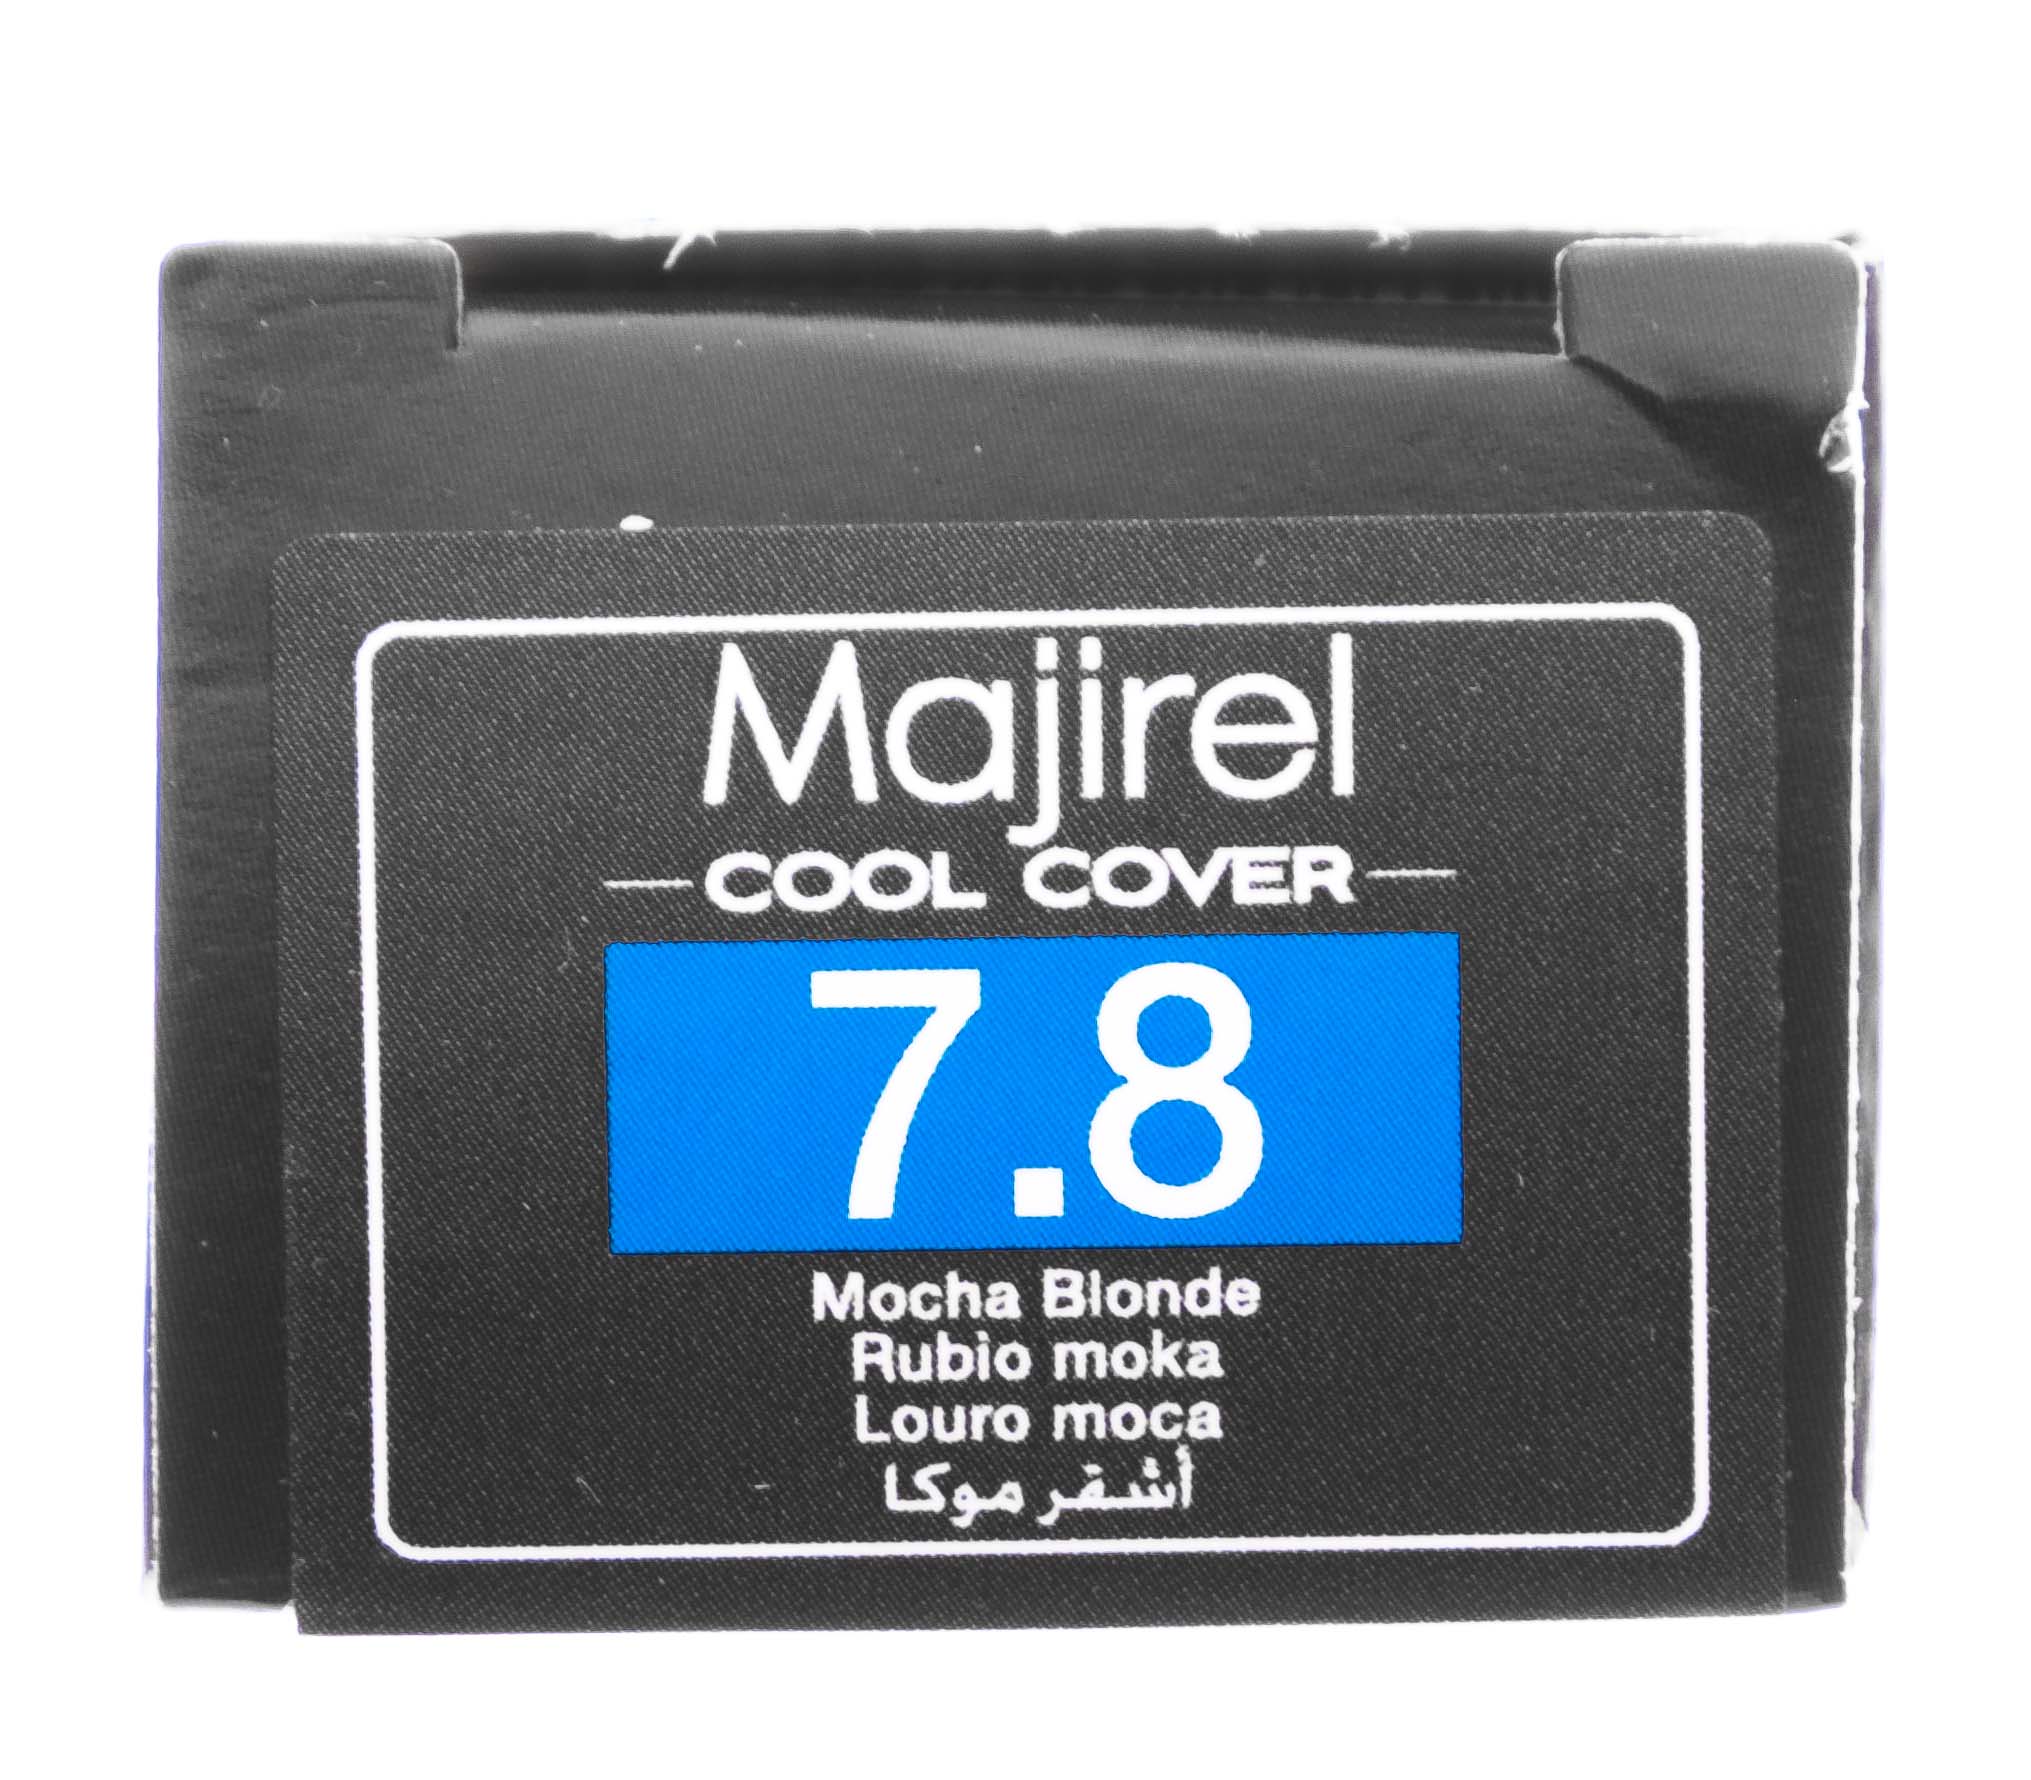 Majirel
COOL COVER
7.8
Mocha Blonde
Rubio moka
Louro moca
أشقر موكا